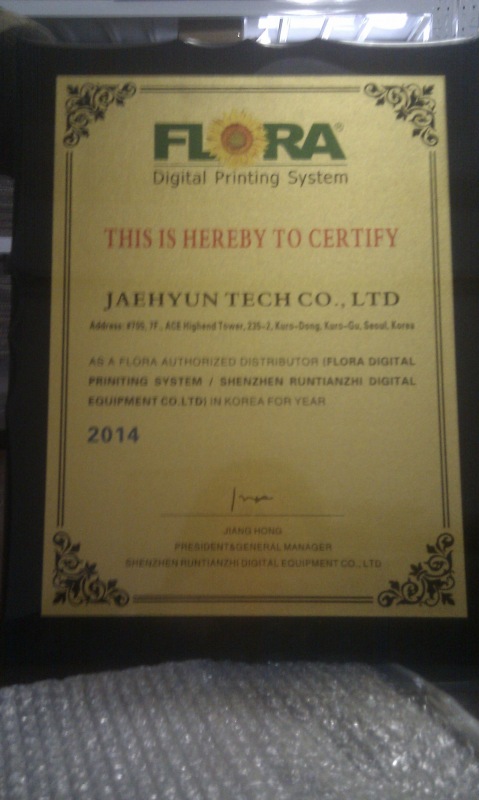 FLORA®
Digital Printing System
THIS IS HEREBY TO CERTIFY
JAEHYUN TECH CO., LTD
Address: #705, 7F., ACE Highend Tower, 235-2, Koro-Dong, Koro-Gu, Seoul, Korea
AS A FLORA AUTHORIZED DISTRIBUTOR (FLORA DIGITAL
PRINITING SYSTEM / SHENZHEN RUNTIANZHI DIGITAL
EQUIPMENT CO.LTD) IN KOREA FOR YEAR
2014
JIANG HONG
PRESIDENT&GENERAL MANAGER
SHENZHEN RUNTIANZHI DIGITAL EQUIPMENT CO., LTD